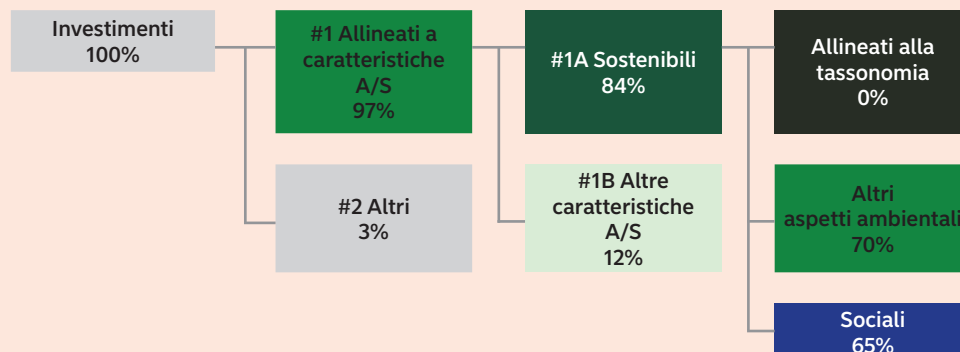 Investimenti
100%
#1 Allineati a
caratteristiche
A/S
97%
#1A Sostenibili
84%
Allineati alla
tassonomia
0%
#2 Altri
3%
#1B Altre
caratteristiche
A/S
12%
Altri
aspetti ambientali
70%
Sociali
65%